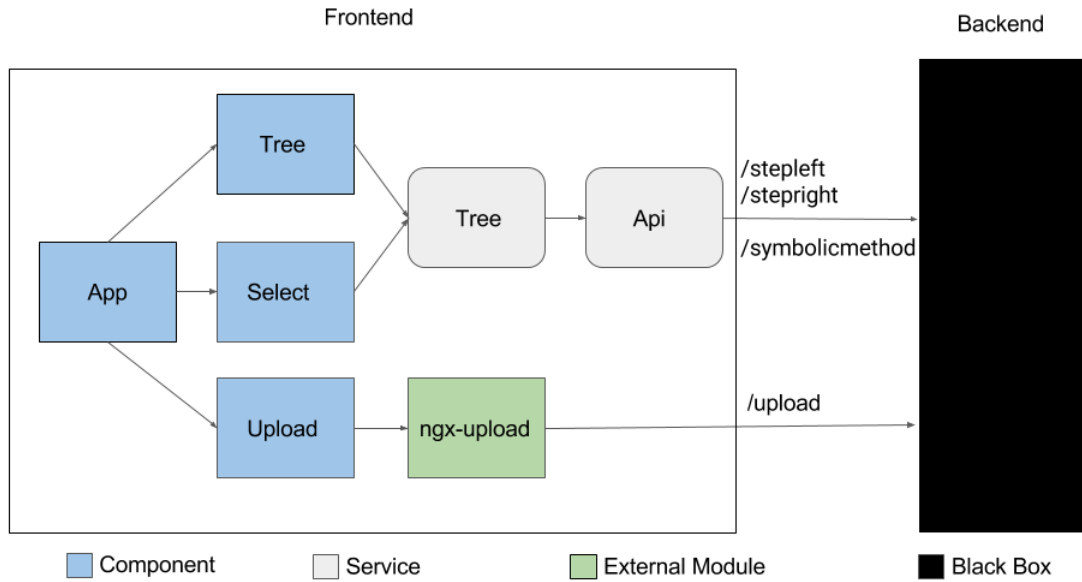 Frontend
Backend
Tree
/stepleft
/stepright
Tree
Api
/symbolicmethod
App
Select
/upload
Upload
ngx-upload
Component
Service
External Module
Black Box